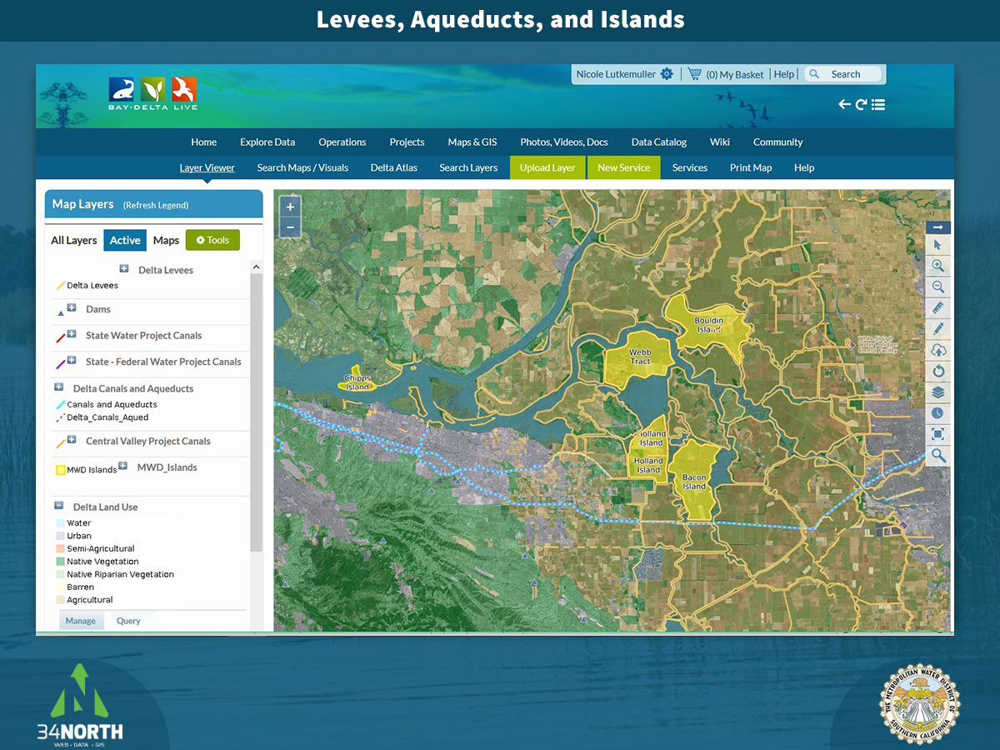 Levees, Aqueducts, and Islands
Nicole Lutkemuller
(0) My Basket
Help
Search
BAY-DELTA LIVE
Home
Explore Data
Operations
Projects
Maps & GIS
Photos, Videos, Docs
Data Catalog
Wiki
Community
Layer Viewer
Search Maps / Visuals
Delta Atlas
Search Layers
Upload Layer
New Service
Services
Print Map
Help
Map Layers (Refresh Legend)
All Layers
Active
Maps
Tools
Delta Levees
Delta Levees
Dams
State Water Project Canals
State - Federal Water Project Canals
Delta Canals and Aqueducts
Canals and Aqueducts
Delta_Canals_Aqued
Central Valley Project Canals
MWD Islands
MWD_Islands
Delta Land Use
Water
Urban
Semi-Agricultural
Native Vegetation
Native Riparian Vegetation
Barren
Agricultural
Manage
Query
Bouldin
Island
Webb
Tract
Chipps
Island
Holland
Island
Holland
Island
Bacon
Island
White Slough
Water Pollution
Control Facility
34NORTH
WEB • DATA • GIS
THE METROPOLITAN WATER DISTRICT OF
SOUTHERN CALIFORNIA